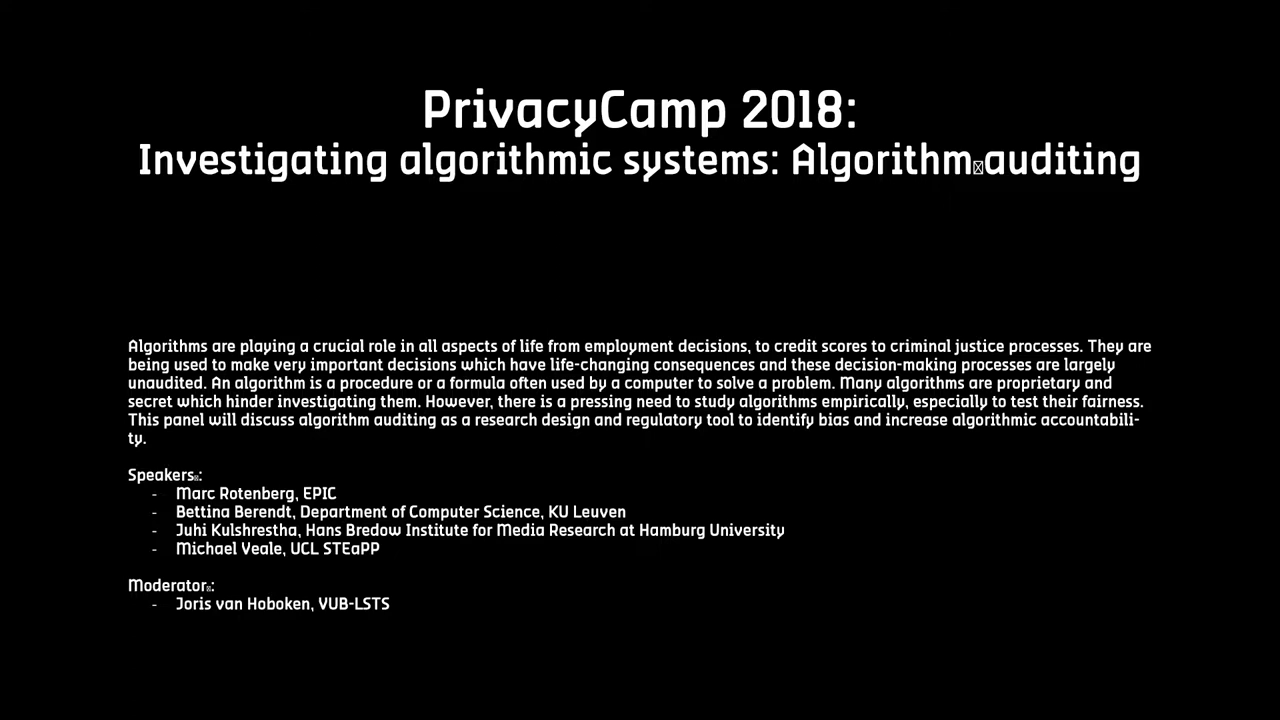 PrivacyCamp 2018:
Investigating algorithmic systems: Algorithm auditing
Algorithms are playing a crucial role in all aspects of life from employment decisions, to credit scores to criminal justice processes. They are
being used to make very important decisions which have life-changing consequences and these decision-making processes are largely
unaudited. An algorithm is a procedure or a formula often used by a computer to solve a problem. Many algorithms are proprietary and
secret which hinder investigating them. However, there is a pressing need to study algorithms empirically, especially to test their fairness.
This panel will discuss algorithm auditing as a research design and regulatory tool to identify bias and increase algorithmic accountabili-
ty.
Speakers :
- Marc Rotenberg, EPIC
- Bettina Berendt, Department of Computer Science, KU Leuven
- Juhi Kulshrestha, Hans Bredow Institute for Media Research at Hamburg University
- Michael Veale, UCL STEaPP
Moderator :
- Joris van Hoboken, VUB-LSTS